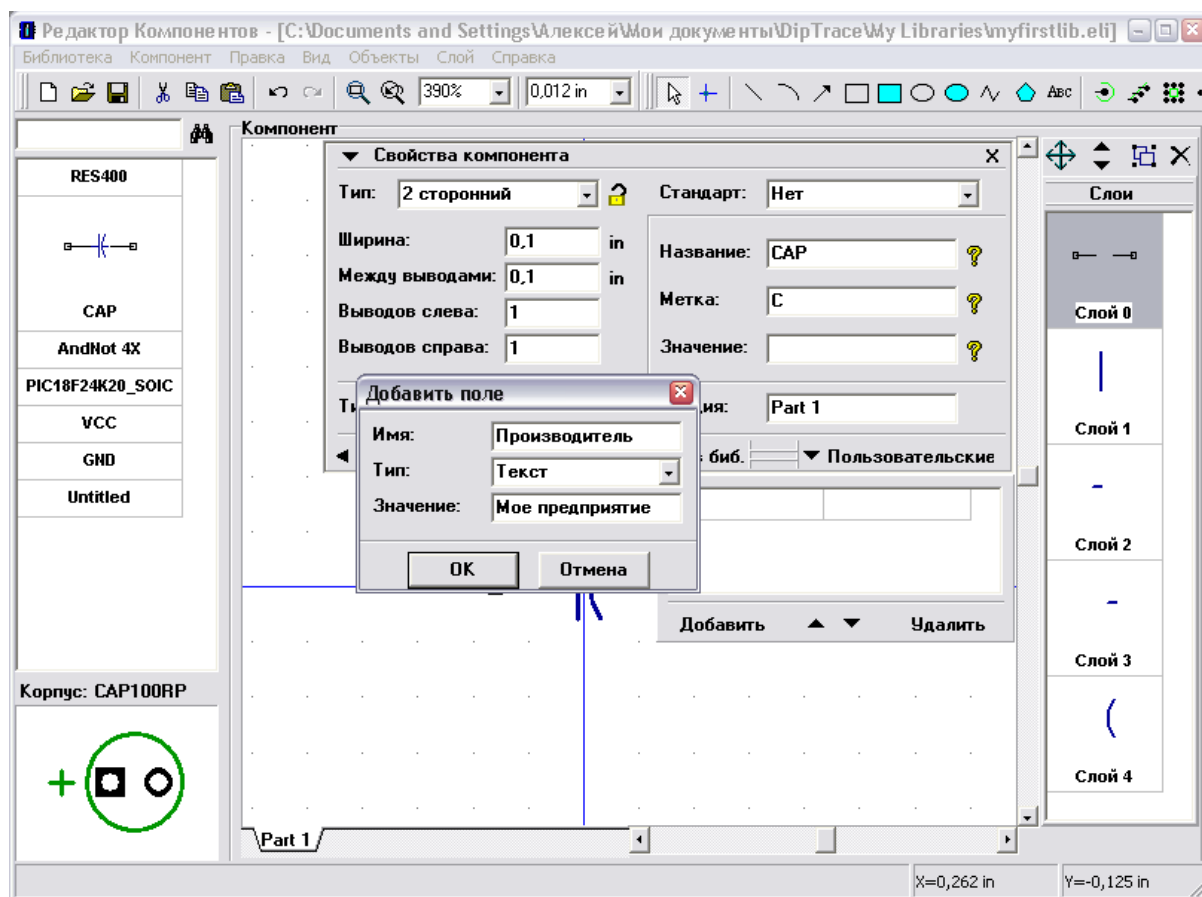 Редактор Компонентов - [C:\Documents and Settings\Алексей\Мои документы\DipTrace\My Libraries\myfirstlib.eli]
Библиотека Компонент Правка Вид Объекты Слой Справка
390% 0,012 in ABC
Компонент
RES400
CAP
AndNot 4X
PIC18F24K20_SOIC
VCC
GND
Untitled
Корпус: CAP100RP
Свойства компонента
Тип: 2 сторонний Стандарт: Нет
Ширина: 0,1 in
Между выводами: 0,1 in
Выводов слева: 1
Выводов справа: 1
Название: CAP
Метка: C
Значение:
Part 1
биб. Пользовательские
Добавить поле
Имя: Производитель
Тип: Текст
Значение: Мое предприятие
OK Отмена
Добавить Удалить
Слои
Слой 0
Слой 1
Слой 2
Слой 3
Слой 4
Part 1
X=0,262 in Y=-0,125 in